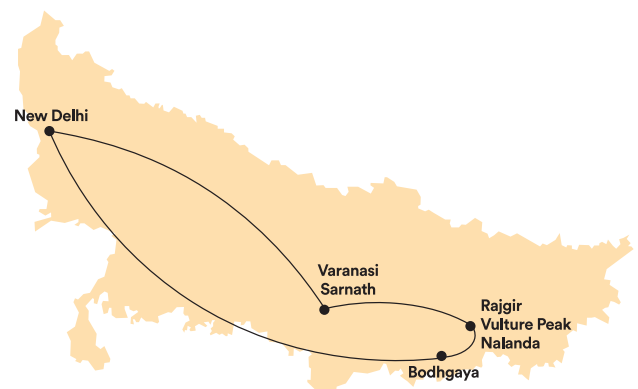 New Delhi
Varanasi
Sarnath
Rajgir
Vulture Peak
Nalanda
Bodhgaya